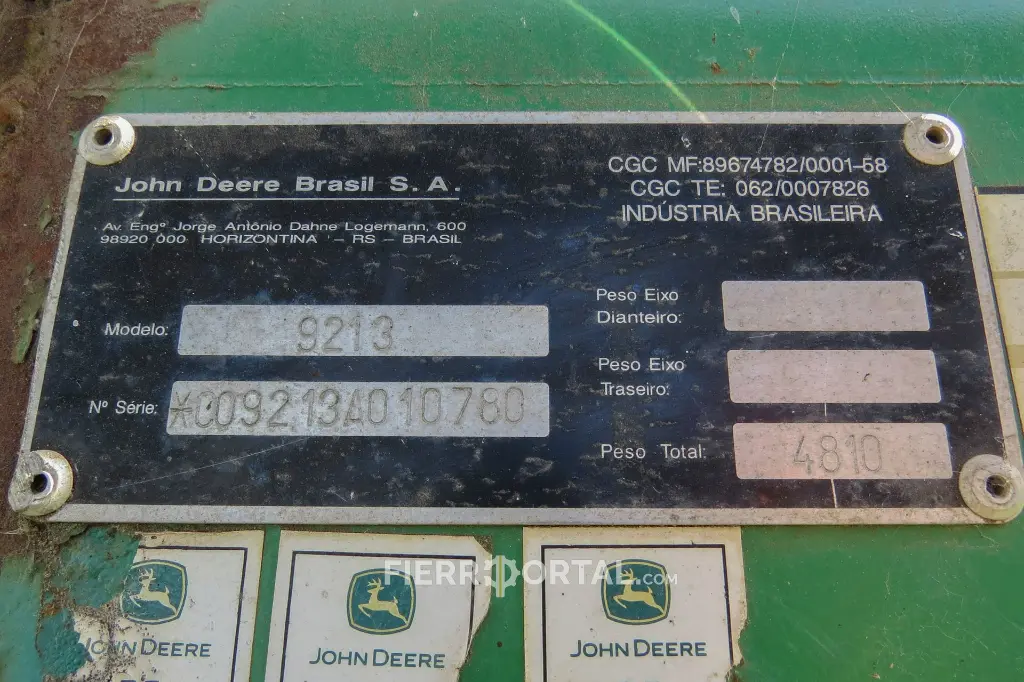 John Deere Brasil S. A.
Av. Engº Jorge Antônio Dahne Logemann, 600
98920 000 HORIZONTINA - RS - BRASIL
CGC MF:89674782/0001-58
CGC TE: 062/0007826
INDÚSTRIA BRASILEIRA
Modelo: 9213
Nº Série: *CO9213A010780
Peso Eixo
Dianteiro:
Peso Eixo
Traseiro:
Peso Total: 4810
FIERROPORTAL.COM
JOHN DEERE
JOHN DEERE
JOHN DEERE